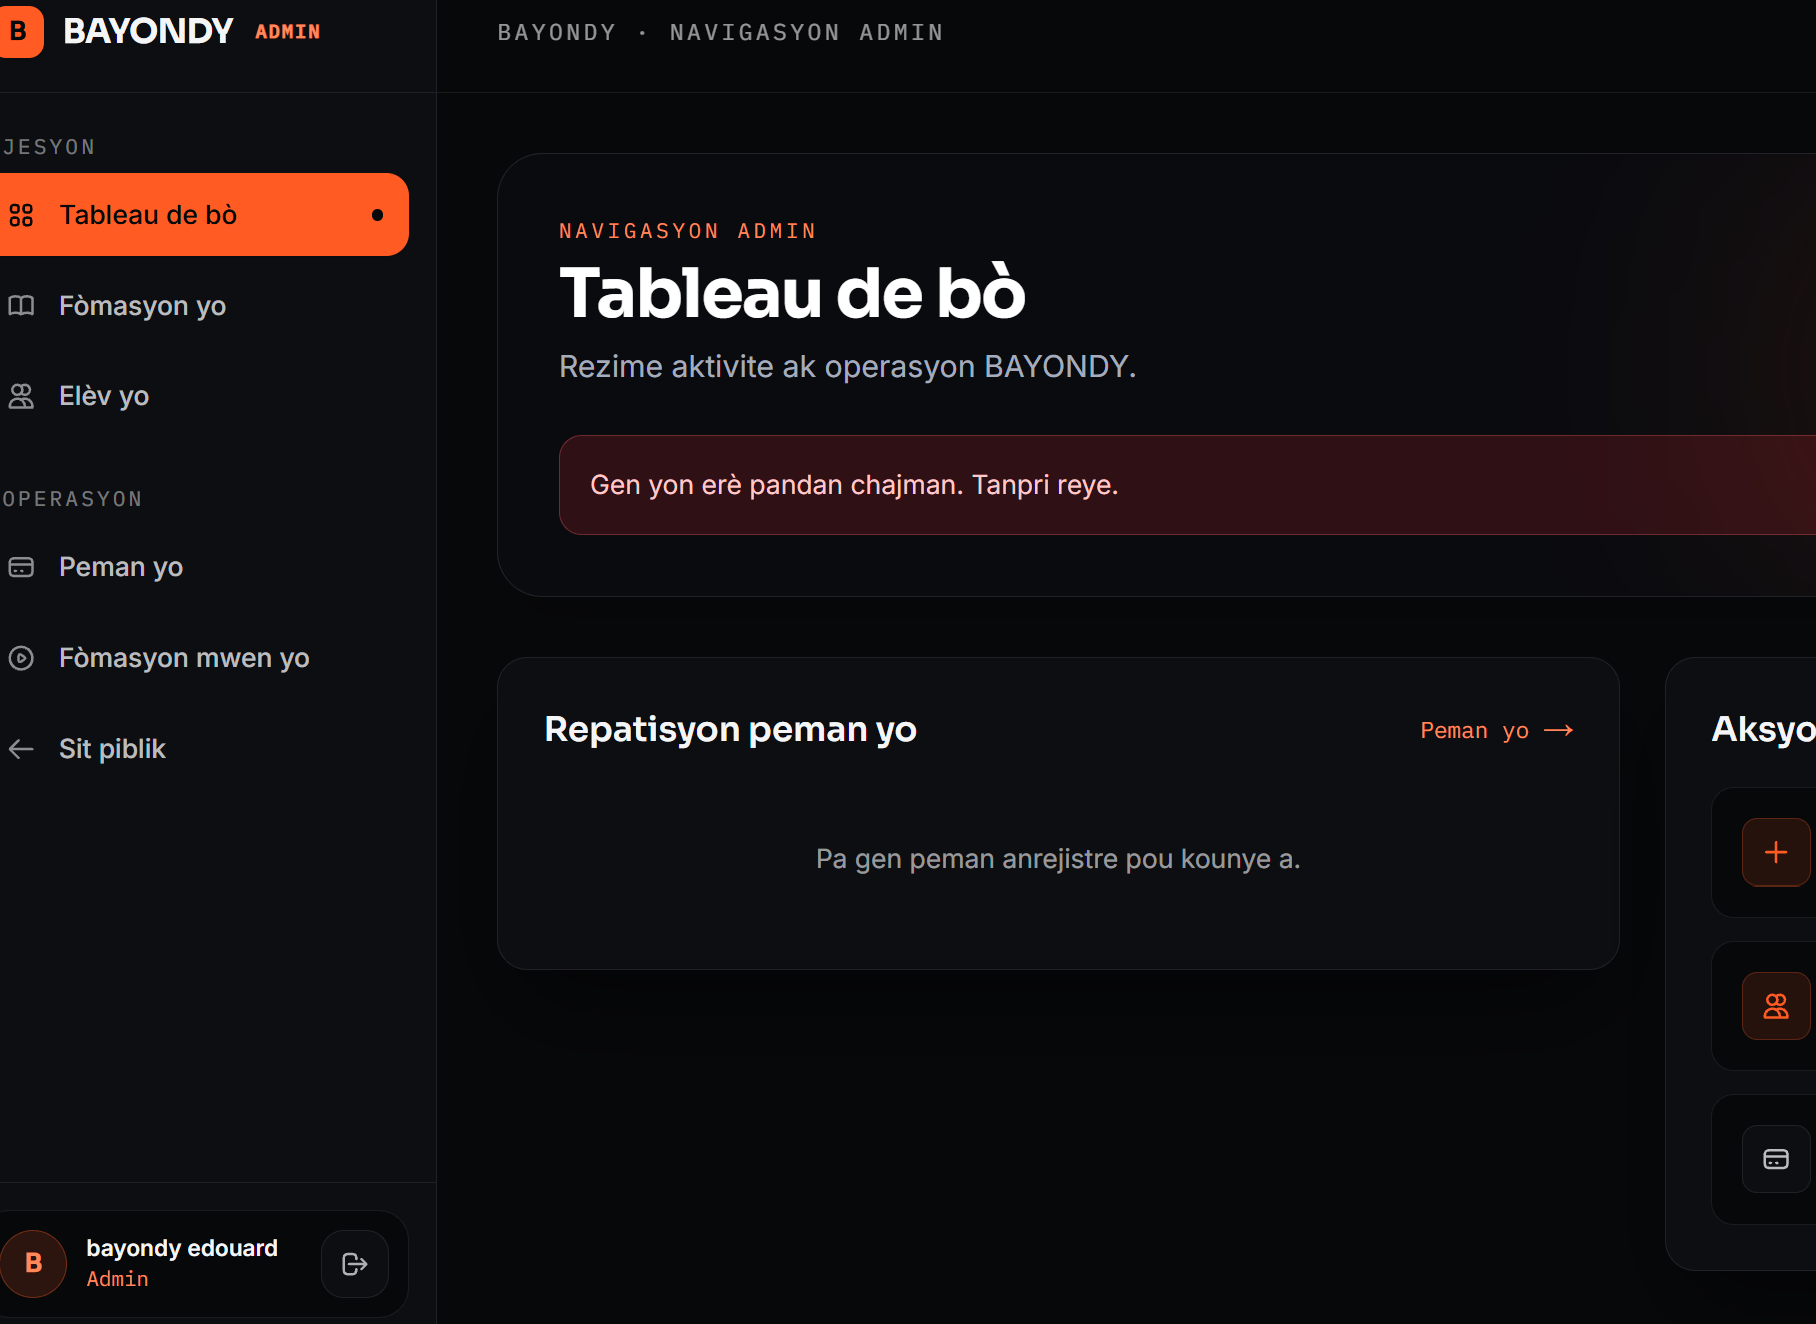 B BAYONDY ADMIN
BAYONDY · NAVIGASYON ADMIN
JESYON
Tableau de bò
Fòmasyon yo
Elèv yo
OPERASYON
Peman yo
Fòmasyon mwen yo
Sit piblik
B
bayondy edouard
Admin
NAVIGASYON ADMIN
Tableau de bò
Rezime aktivite ak operasyon BAYONDY.
Gen yon erè pandan chajman. Tanpri reye.
Repatisyon peman yo
Peman yo →
Pa gen peman anrejistre pou kounye a.
Aksyo